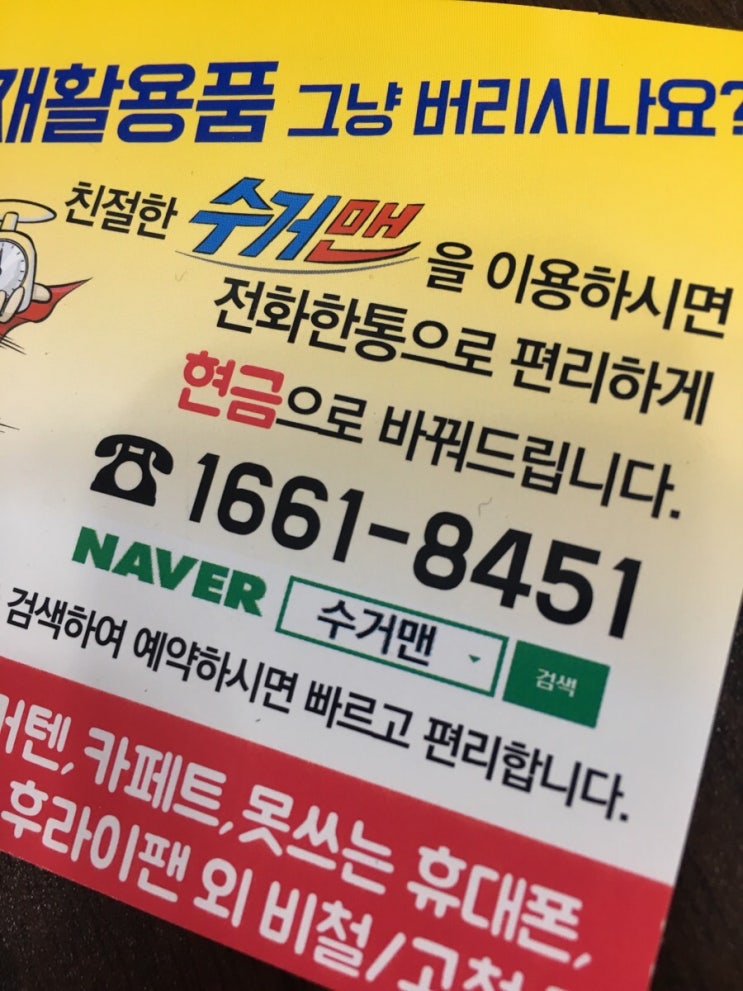 재활용품 그냥 버리시나요?
친절한 수거맨을 이용하시면
전화한통으로 편리하게
현금으로 바꿔드립니다.
☎1661-8451
NAVER 수거맨 검색
검색하여 예약하시면 빠르고 편리합니다.
커텐, 카페트, 못쓰는 휴대폰,
후라이팬 외 비철/고철